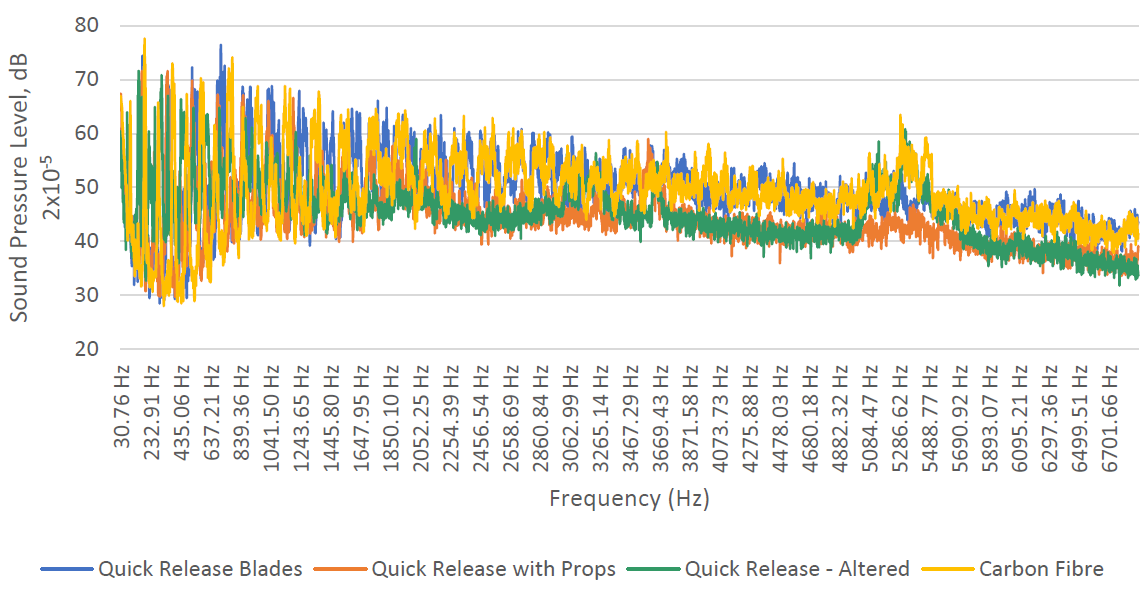 80
70
60
50
40
30
20
Sound Pressure Level, dB
2x10⁻⁵
30.76 Hz
232.91 Hz
435.06 Hz
637.21 Hz
839.36 Hz
1041.50 Hz
1243.65 Hz
1445.80 Hz
1647.95 Hz
1850.10 Hz
2052.25 Hz
2254.39 Hz
2456.54 Hz
2658.69 Hz
2860.84 Hz
3062.99 Hz
3265.14 Hz
3467.29 Hz
3669.43 Hz
3871.58 Hz
4073.73 Hz
4275.88 Hz
4478.03 Hz
4680.18 Hz
4882.32 Hz
5084.47 Hz
5286.62 Hz
5488.77 Hz
5690.92 Hz
5893.07 Hz
6095.21 Hz
6297.36 Hz
6499.51 Hz
6701.66 Hz
Frequency (Hz)
Quick Release Blades Quick Release with Props Quick Release - Altered Carbon Fibre